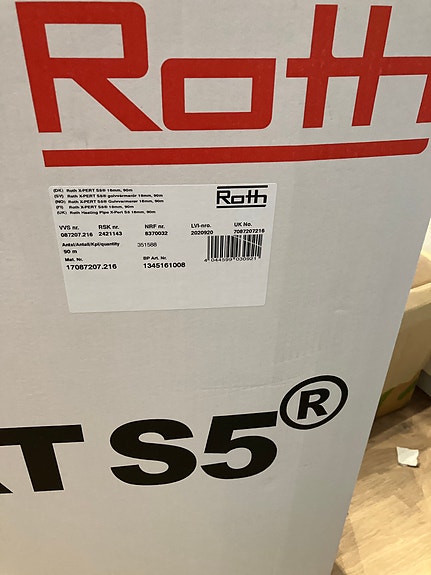 Roth
(DK) Roth X-PERT S5® 16mm, 90m
(SV) Roth X-PERT S5® golvvärmerör 16mm, 90m
(NO) Roth X-PERT S5® Gulvvarmerør 16mm, 90m
(FI) Roth X-PERT S5® 16mm, 90m
(UK) Roth Heating Pipe X-Pert S5 16mm, 90m
Roth
VVS nr. RSK nr. NRF nr. LVI-nro. UK No.
087207.216 2421143 8370032 2020920 7087207216
Antal/Antall/Kpl/quantity 351588
90 m
Mat. Nr. BP Art. Nr.
17087207.216 1345161008
4 044599 030921
T S5®